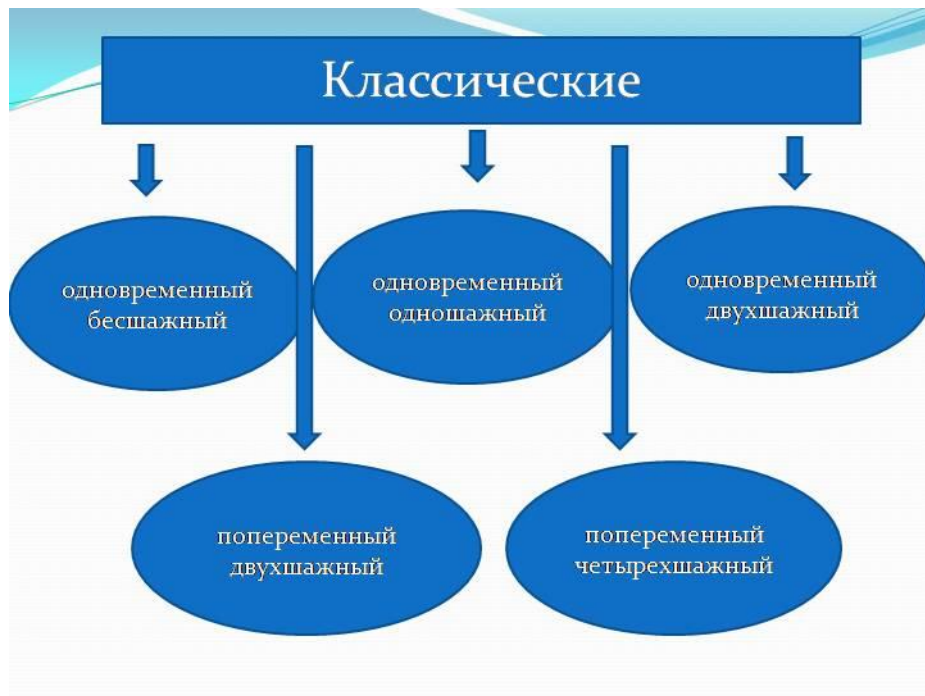 Классические
одновременный
бесшажный
одновременный
одношажный
одновременный
двухшажный
попеременный
двухшажный
попеременный
четырехшажный